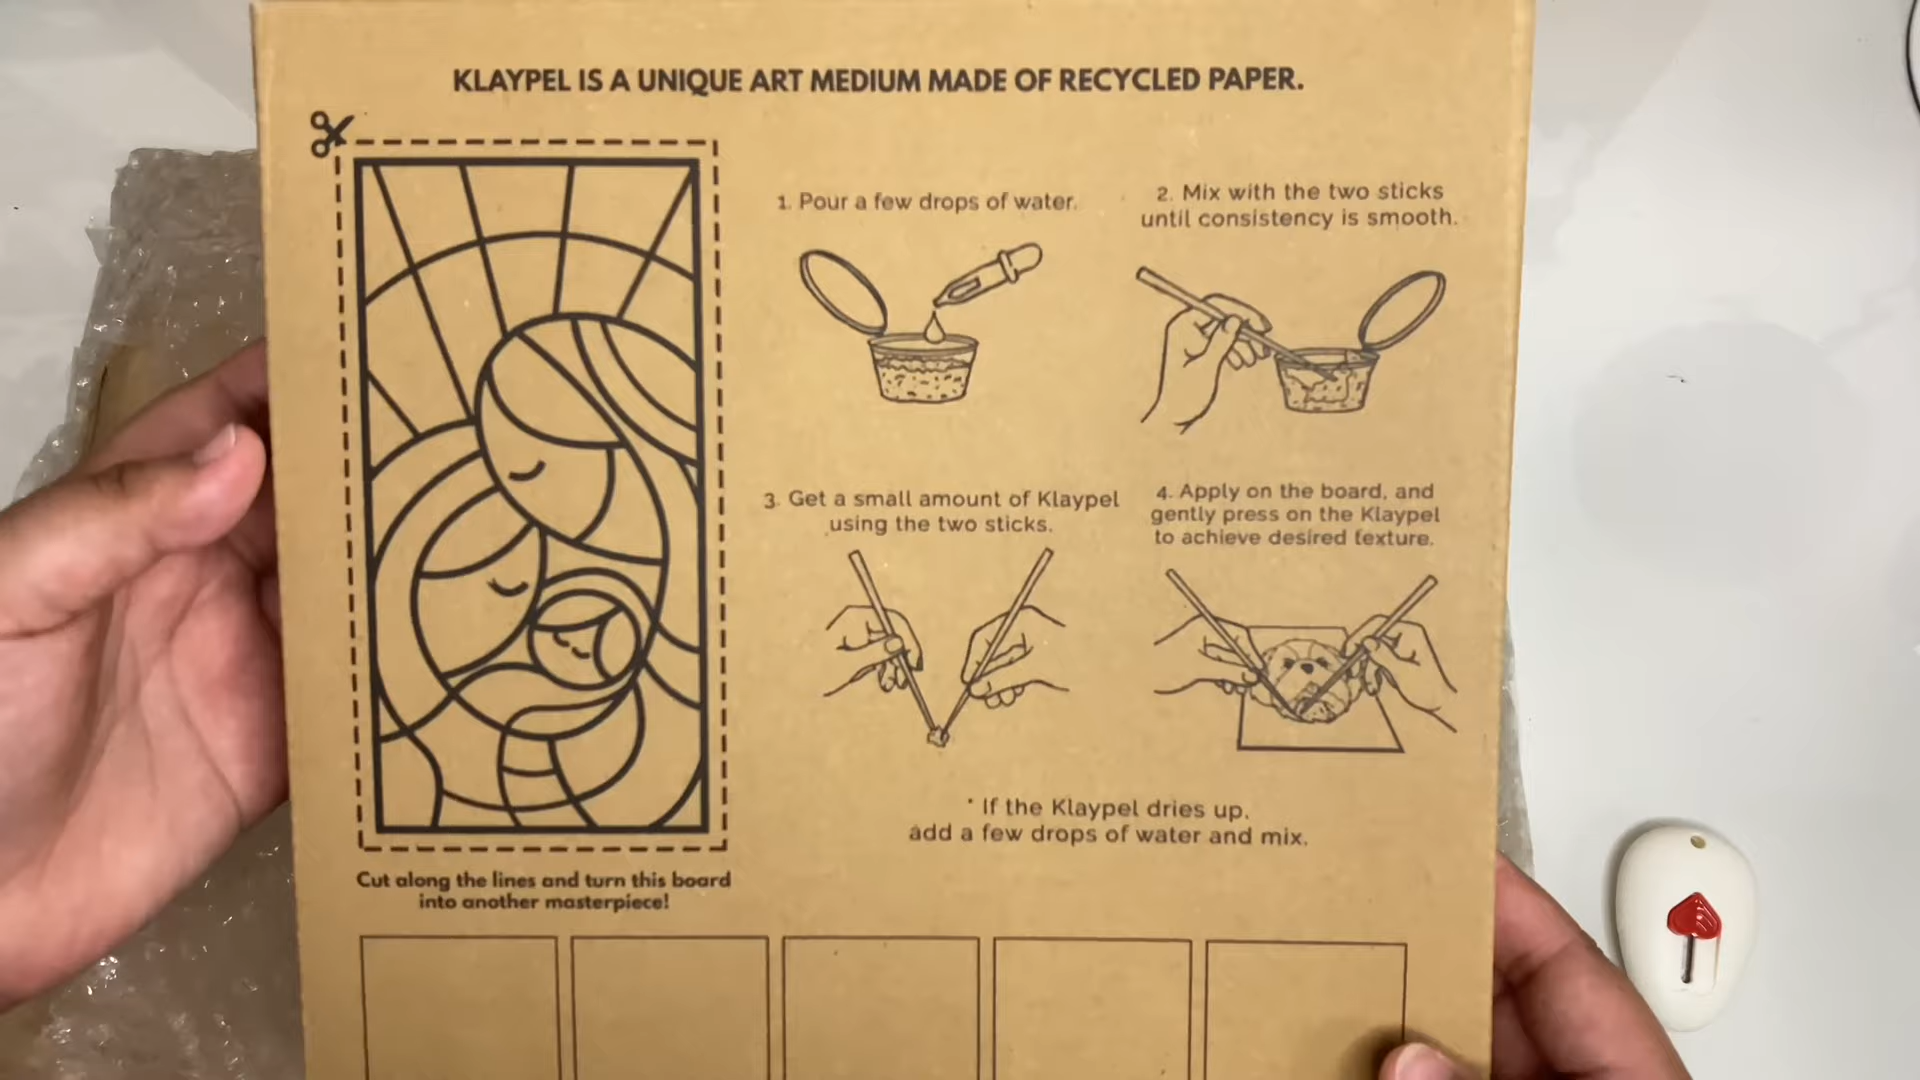 KLAYPEL IS A UNIQUE ART MEDIUM MADE OF RECYCLED PAPER.
1. Pour a few drops of water.
2. Mix with the two sticks
until consistency is smooth.
3. Get a small amount of Klaypel
using the two sticks.
4. Apply on the board, and
gently press on the Klaypel
to achieve desired texture.
* If the Klaypel dries up,
add a few drops of water and mix.
Cut along the lines and turn this board
into another masterpiece!